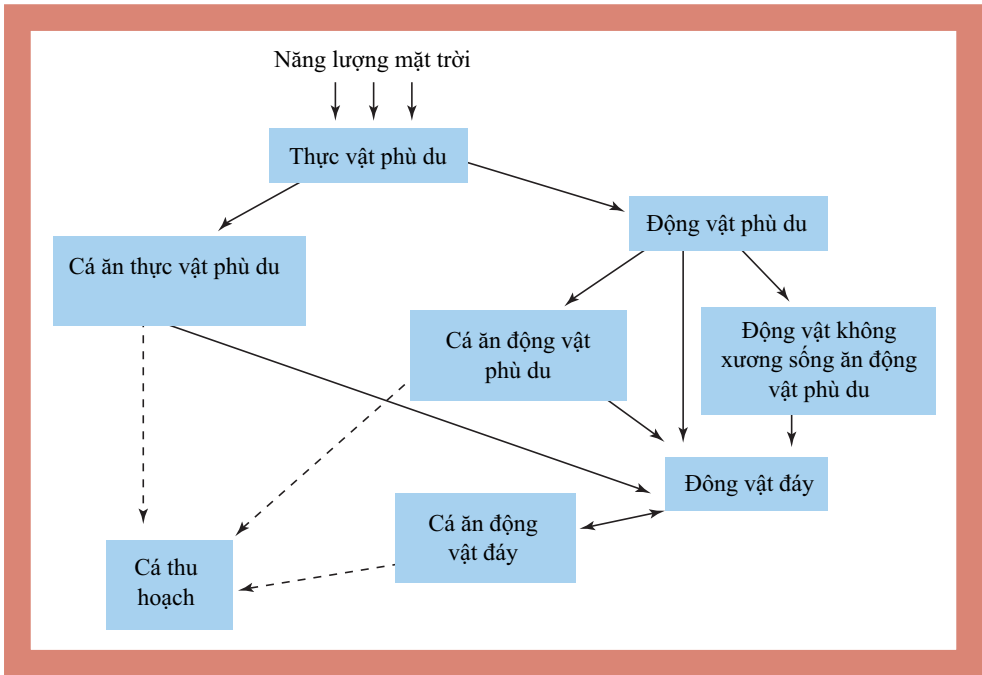 Năng lượng mặt trời
Thực vật phù du
Động vật phù du
Cá ăn thực vật phù du
Cá ăn động vật
phù du
Động vật không
xương sống ăn động
vật phù du
Đông vật đáy
Cá ăn động
vật đáy
Cá thu
hoạch